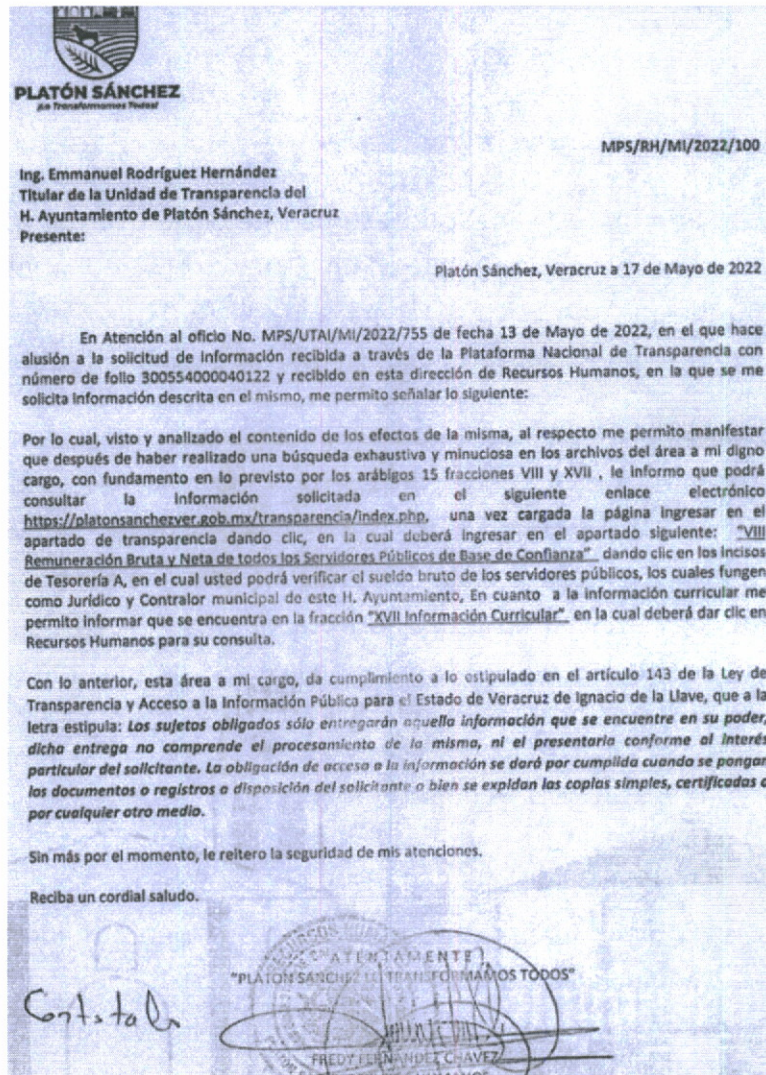 PLATÓN SÁNCHEZ
¡Lo Transformamos Todos!
MPS/RH/MI/2022/100
Ing. Emmanuel Rodríguez Hernández
Titular de la Unidad de Transparencia del
H. Ayuntamiento de Platón Sánchez, Veracruz
Presente:
Platón Sánchez, Veracruz a 17 de Mayo de 2022
En Atención al oficio No. MPS/UTAI/MI/2022/755 de fecha 13 de Mayo de 2022, en el que hace
alusión a la solicitud de información recibida a través de la Plataforma Nacional de Transparencia con
número de folio 300554000040122 y recibido en esta dirección de Recursos Humanos, en la que se me
solicita información descrita en el mismo, me permito señalar lo siguiente:
Por lo cual, visto y analizado el contenido de los efectos de la misma, al respecto me permito manifestar
que después de haber realizado una búsqueda exhaustiva y minuciosa en los archivos del área a mi digno
cargo, con fundamento en lo previsto por los arábigos 15 fracciones VIII y XVII , le informo que podrá
consultar la información solicitada en el siguiente enlace electrónico
https://platonsanchezver.gob.mx/transparencia/index.php, una vez cargada la página ingresar en el
apartado de transparencia dando clic, en la cual deberá ingresar en el apartado siguiente: "VIII
Remuneración Bruta y Neta de todos los Servidores Públicos de Base de Confianza" dando clic en los incisos
de Tesorería A, en el cual usted podrá verificar el sueldo bruto de los servidores públicos, los cuales fungen
como Jurídico y Contralor municipal de este H. Ayuntamiento, En cuanto a la información curricular me
permito informar que se encuentra en la fracción "XVII Información Curricular" en la cual deberá dar clic en
Recursos Humanos para su consulta.
Con lo anterior, esta área a mi cargo, da cumplimiento a lo estipulado en el artículo 143 de la Ley de
Transparencia y Acceso a la Información Pública para el Estado de Veracruz de Ignacio de la Llave, que a la
letra estipula: Los sujetos obligados sólo entregarán aquella información que se encuentre en su poder,
dicha entrega no comprende el procesamiento de la misma, ni el presentarla conforme al interés
particular del solicitante. La obligación de acceso a la información se dará por cumplida cuando se pongan
los documentos o registros a disposición del solicitante o bien se expidan las copias simples, certificadas o
por cualquier otro medio.
Sin más por el momento, le reitero la seguridad de mis atenciones.
Reciba un cordial saludo.
ATENTAMENTE
"PLATÓN SÁNCHEZ LO TRANSFORMAMOS TODOS"
FREDY FERNÁNDEZ CHÁVEZ